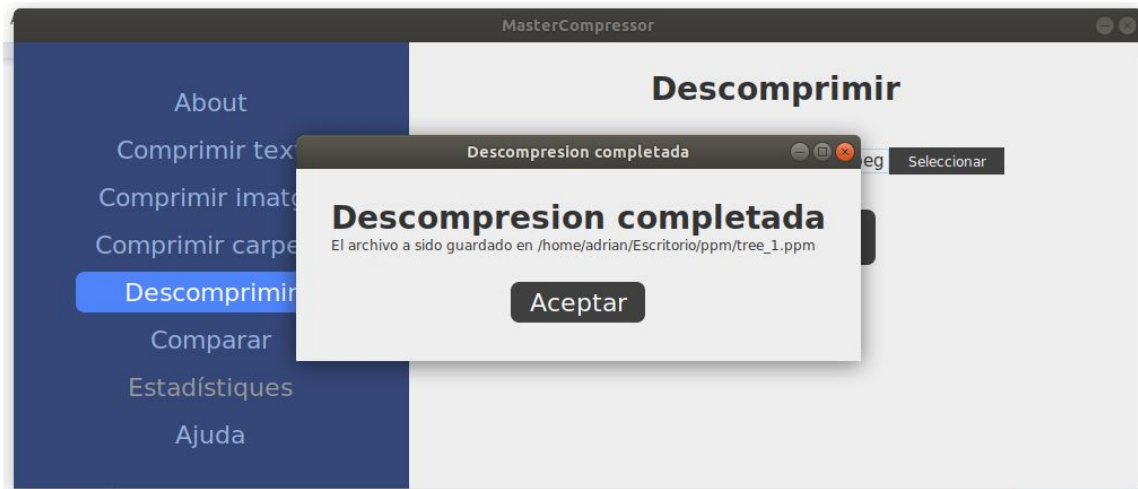 MasterCompressor
About
Comprimir tex
Comprimir imat
Comprimir carpe
Descomprimir
Comparar
Estadístiques
Ajuda
Descomprimir
eg Seleccionar
Descompresion completada
Descompresion completada
El archivo a sido guardado en /home/adrian/Escritorio/ppm/tree_1.ppm
Aceptar